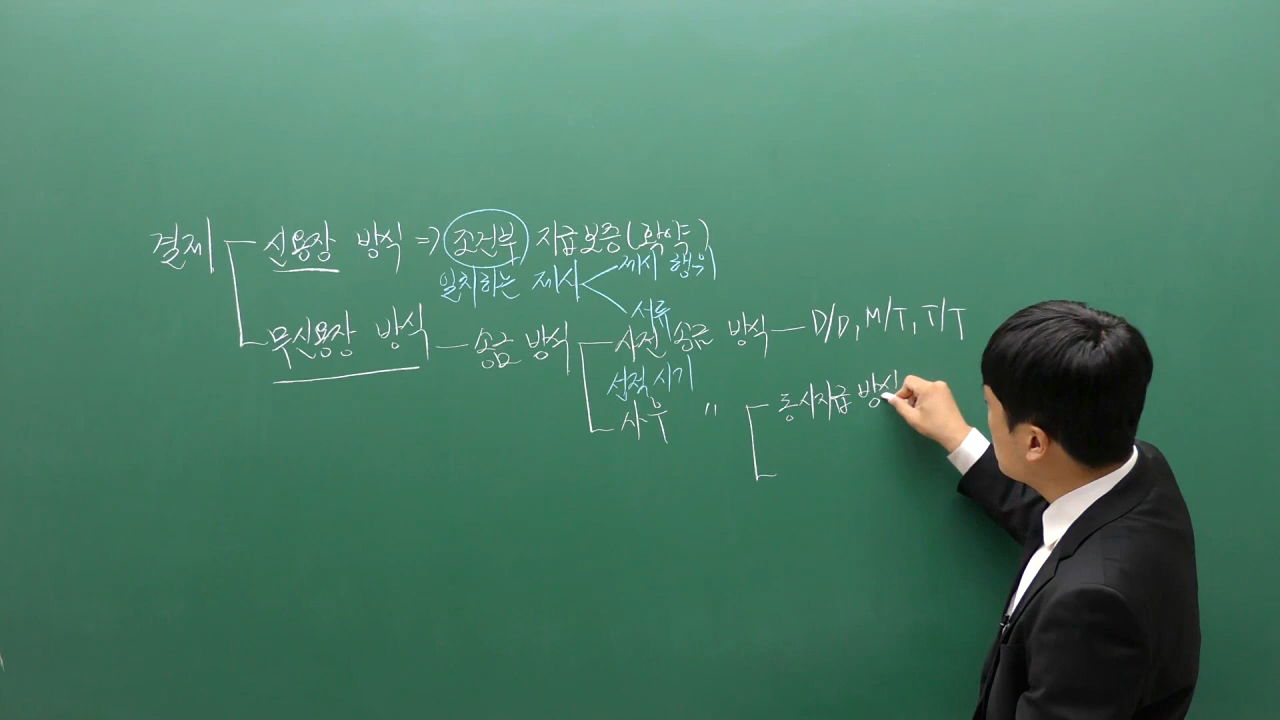 결제
신용장 방식 ⇒ 조건부 지급보증(확약)
일치하는 제시
제시 행위
서류
무신용장 방식 — 송금 방식
사전 송금 방식 — D/D, M/T, T/T
선적 시기
사후 〃
동시지급 방식